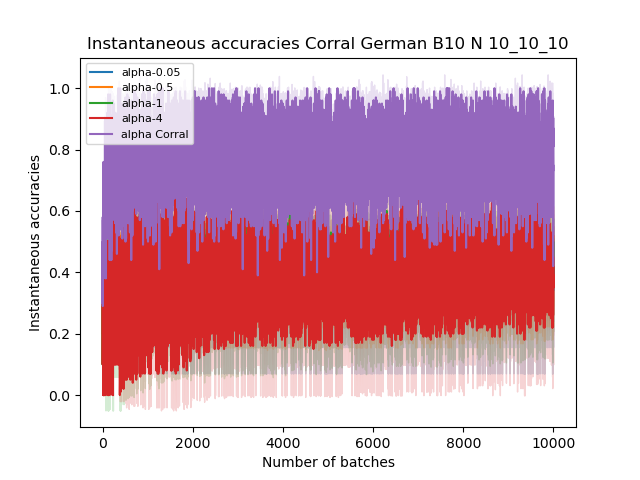 Instantaneous accuracies Corral German B10 N 10_10_10
alpha-0.05
alpha-0.5
alpha-1
alpha-4
alpha Corral
1.0
0.8
0.6
0.4
0.2
0.0
Instantaneous accuracies
0 2000 4000 6000 8000 10000
Number of batches